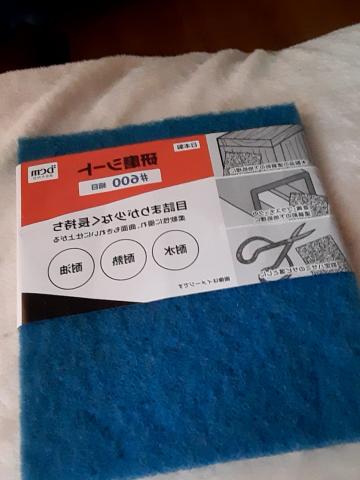 DCM
日本製
研磨シート
#600 細目
目詰まりが少なく長持ち
柔軟性に優れ、曲面もきれいに仕上がる
耐水
耐熱
耐油
画像はイメージです